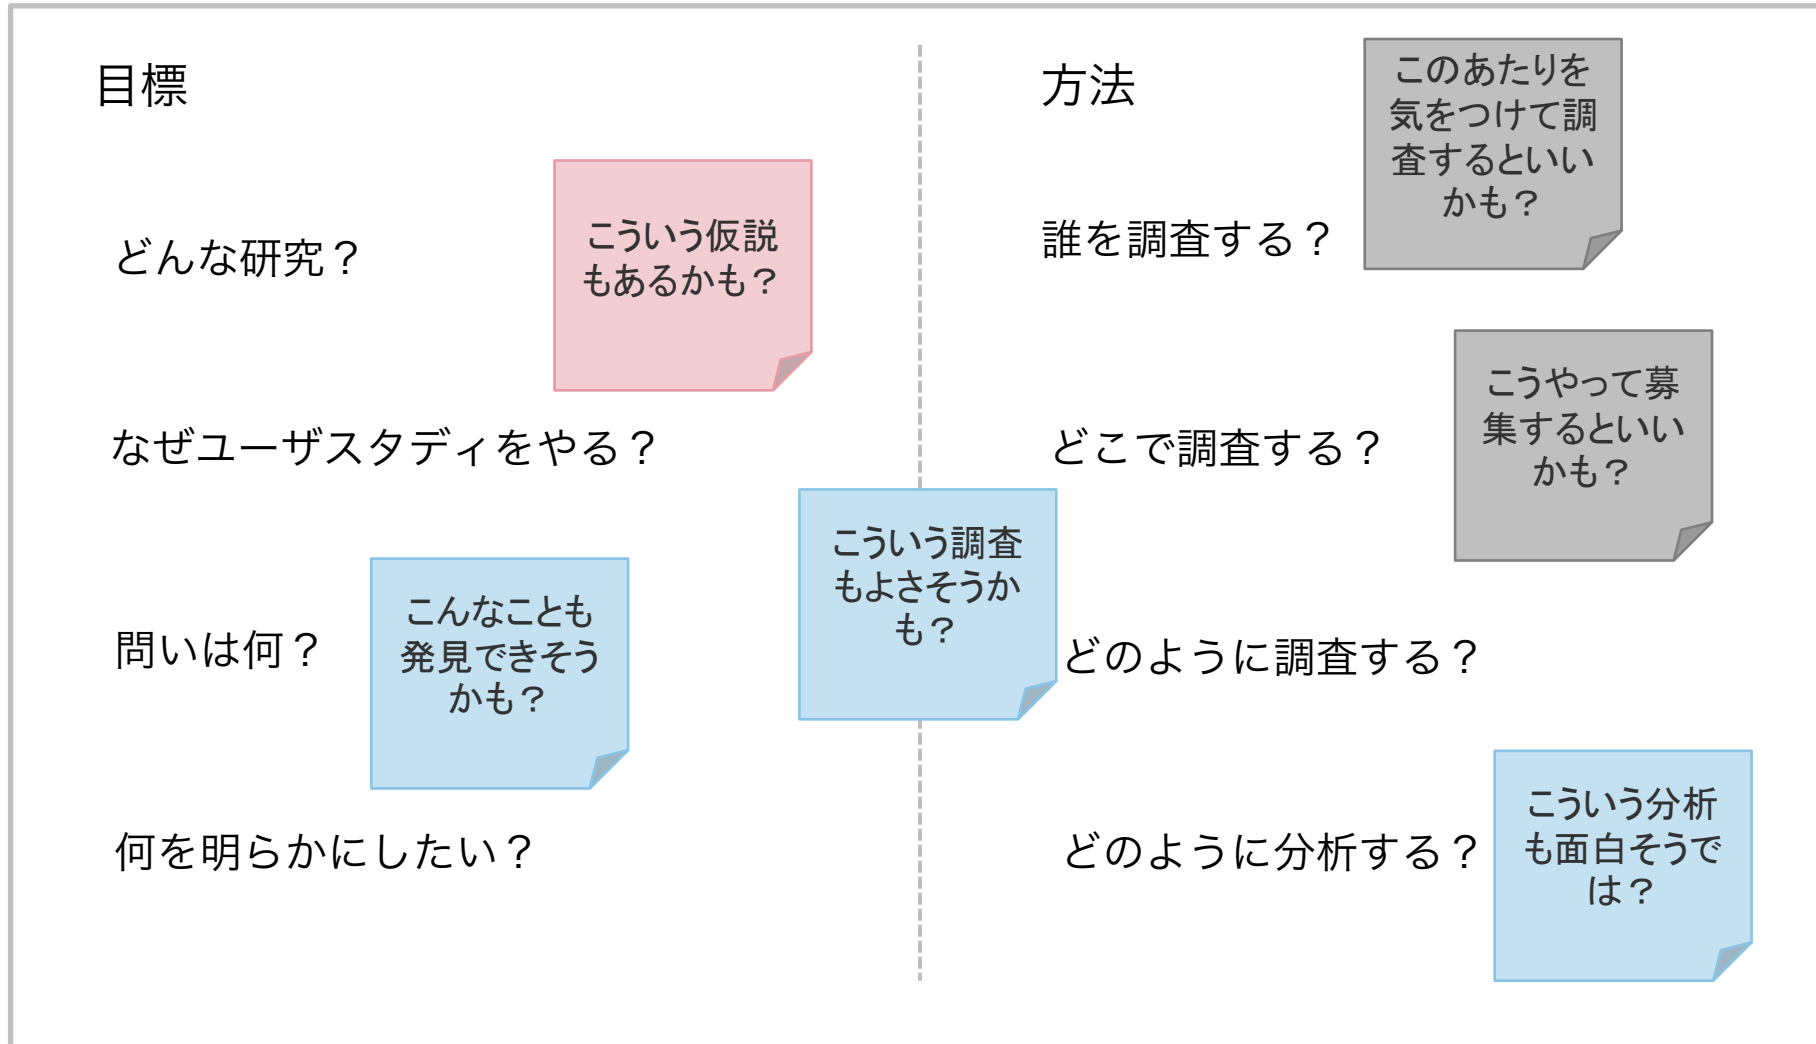 目標
どんな研究？
こういう仮説
もあるかも？
なぜユーザスタディをやる？
問いは何？
こんなことも
発見できそう
かも？
何を明らかにしたい？
こういう調査
もよさそうか
も？
方法
このあたりを
気をつけて調
査するといい
かも？
誰を調査する？
どこで調査する？
こうやって募
集するといい
かも？
どのように調査する？
どのように分析する？
こういう分析
も面白そうで
は？